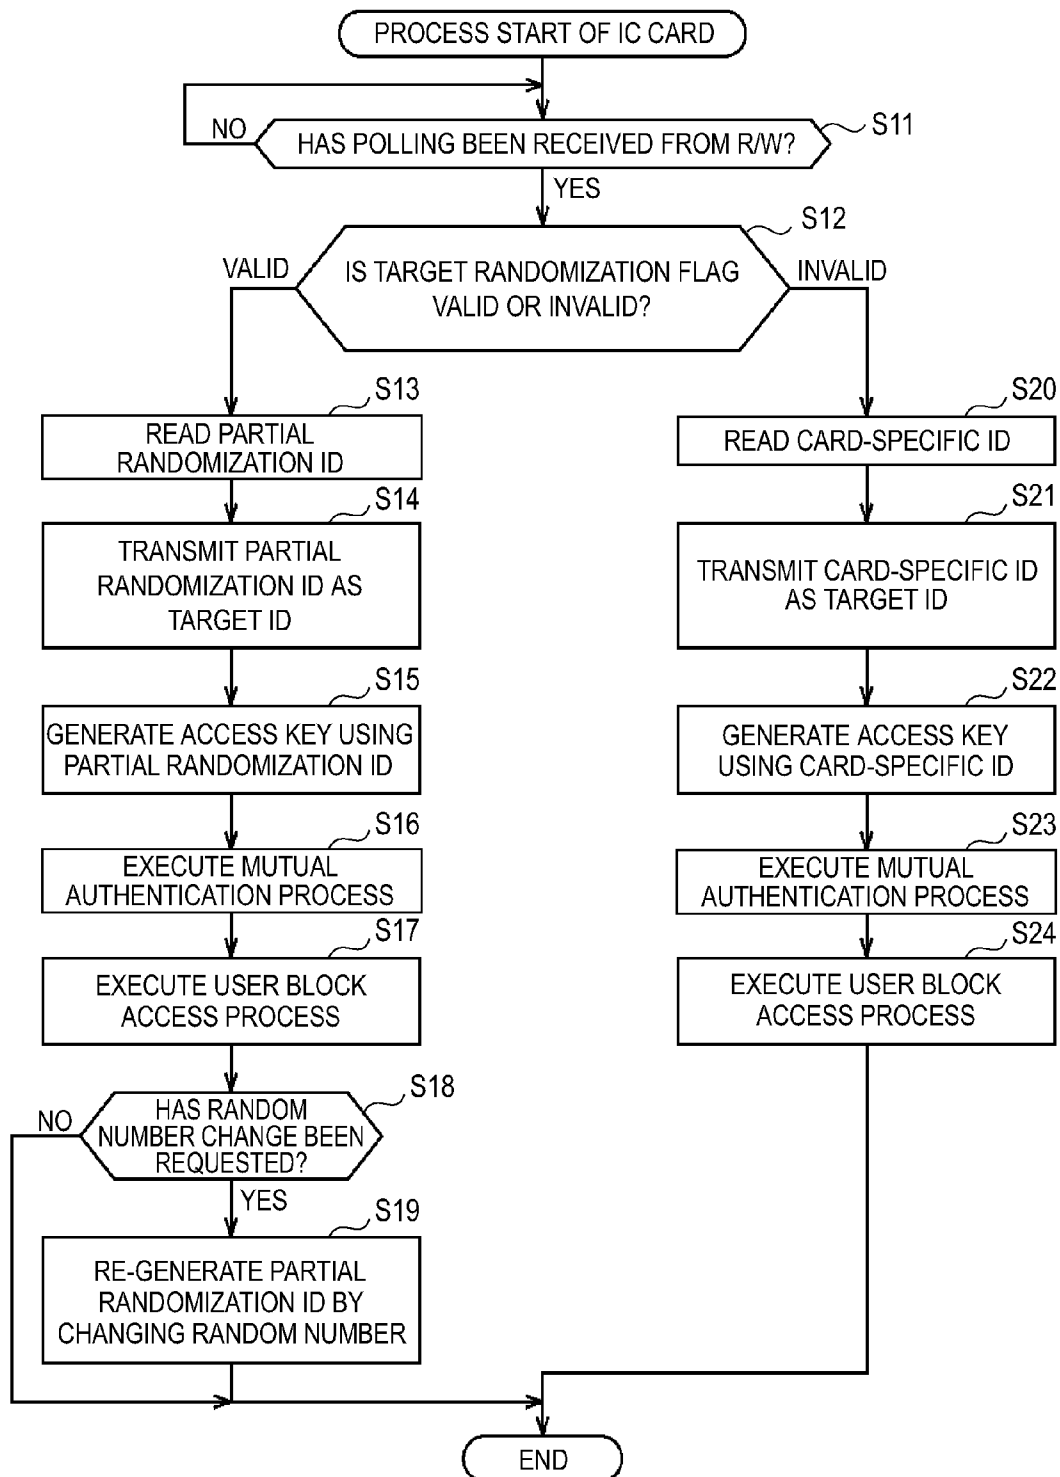 PROCESS START OF IC CARD
NO
HAS POLLING BEEN RECEIVED FROM R/W?
S11
YES
S12
VALID
IS TARGET RANDOMIZATION FLAG
VALID OR INVALID?
INVALID
S13
READ PARTIAL
RANDOMIZATION ID
S14
TRANSMIT PARTIAL
RANDOMIZATION ID AS
TARGET ID
S15
GENERATE ACCESS KEY USING
PARTIAL RANDOMIZATION ID
S16
EXECUTE MUTUAL
AUTHENTICATION PROCESS
S17
EXECUTE USER BLOCK
ACCESS PROCESS
S18
NO
HAS RANDOM
NUMBER CHANGE BEEN
REQUESTED?
YES
S19
RE-GENERATE PARTIAL
RANDOMIZATION ID BY
CHANGING RANDOM NUMBER
S20
READ CARD-SPECIFIC ID
S21
TRANSMIT CARD-SPECIFIC ID
AS TARGET ID
S22
GENERATE ACCESS KEY
USING CARD-SPECIFIC ID
S23
EXECUTE MUTUAL
AUTHENTICATION PROCESS
S24
EXECUTE USER BLOCK
ACCESS PROCESS
END